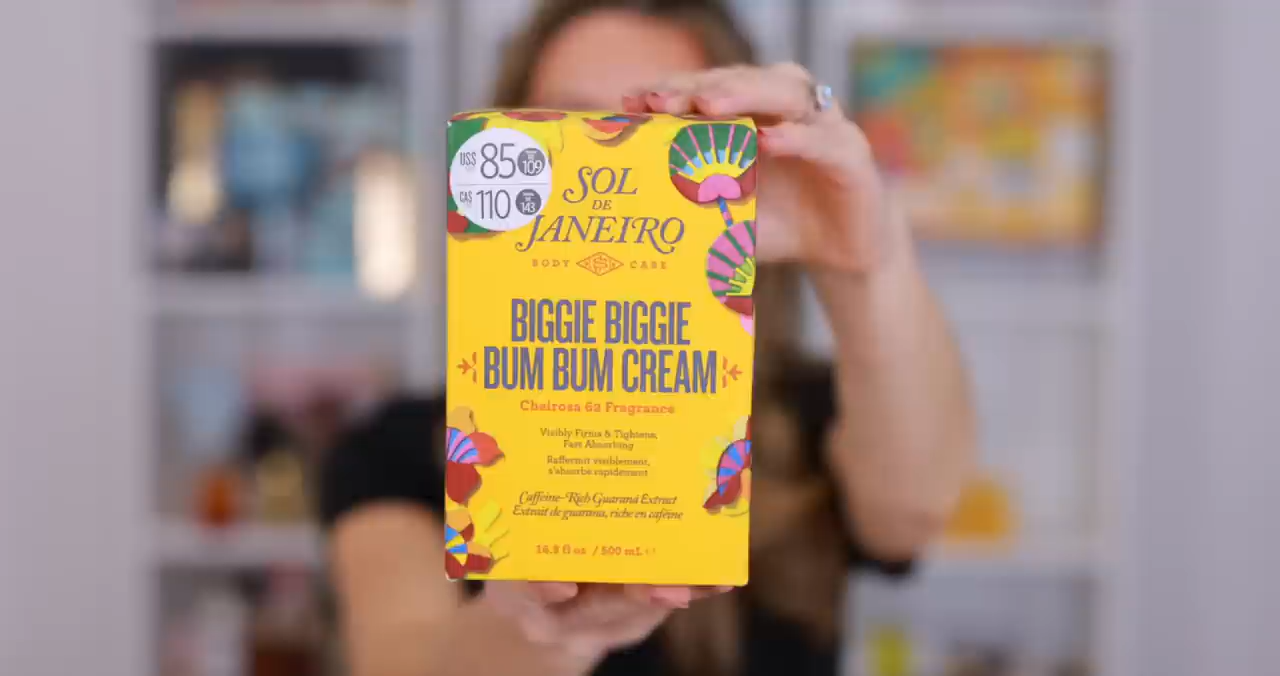 US$ 85 109
CA$ 110 143
SOL
DE
JANEIRO
BODY CARE
BIGGIE BIGGIE
BUM BUM CREAM
Cheirosa 62 Fragrance
Visibly Firms & Tightens,
Fast Absorbing
Raffermit visiblement,
s'absorbe rapidement
Caffeine-Rich Guaraná Extract
Extrait de guarana, riche en caféine
16.9 fl oz / 500 mL